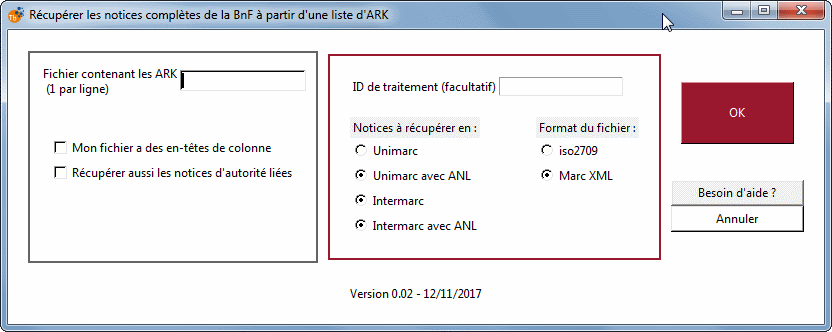 Récupérer les notices complètes de la BnF à partir d'une liste d'ARK
Fichier contenant les ARK
(1 par ligne)
Mon fichier a des en-têtes de colonne
Récupérer aussi les notices d'autorité liées
ID de traitement (facultatif)
Notices à récupérer en :
Unimarc
Unimarc avec ANL
Intermarc
Intermarc avec ANL
Format du fichier :
iso2709
Marc XML
OK
Besoin d'aide ?
Annuler
Version 0.02 - 12/11/2017